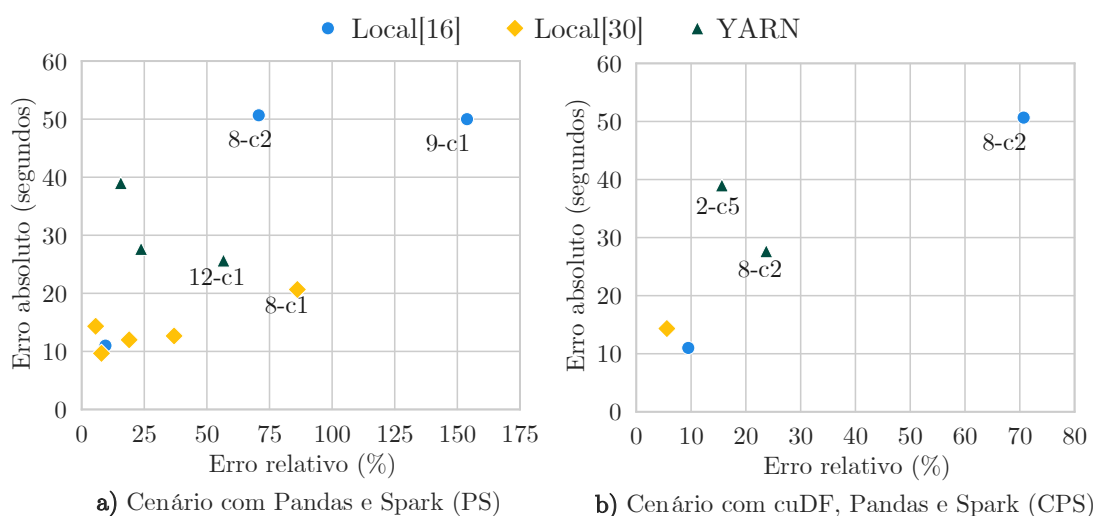 Local[16] Local[30] YARN
Erro absoluto (segundos)
60
50
40
30
20
10
0
8-c2
9-c1
12-c1
8-c1
0 25 50 75 100 125 150 175
Erro relativo (%)
a) Cenário com Pandas e Spark (PS)
Erro absoluto (segundos)
60
50
40
30
20
10
0
8-c2
2-c5
8-c2
0 10 20 30 40 50 60 70 80
Erro relativo (%)
b) Cenário com cuDF, Pandas e Spark (CPS)